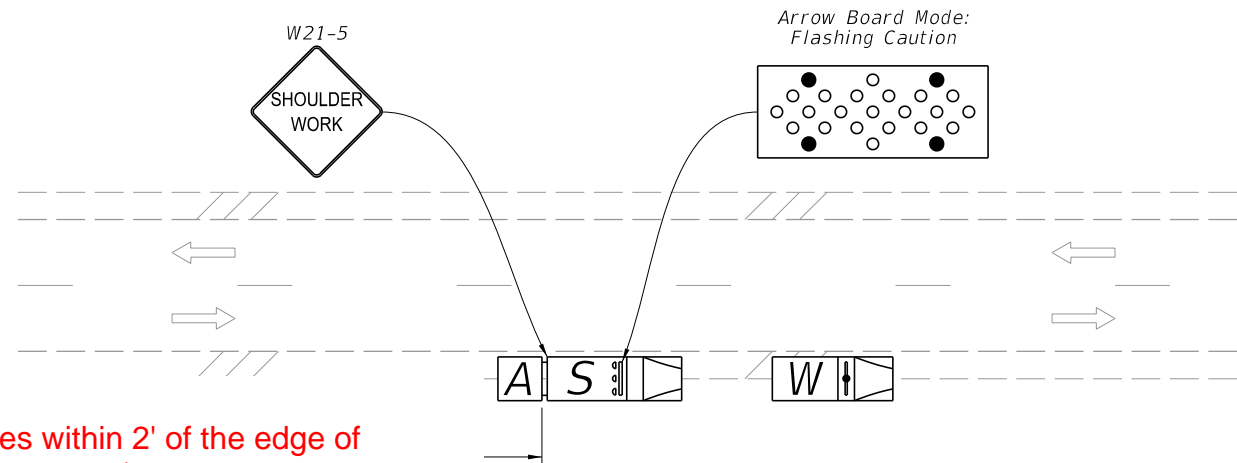 W21-5
Arrow Board Mode:
Flashing Caution
SHOULDER
WORK
A
S
W
es within 2' of the edge of